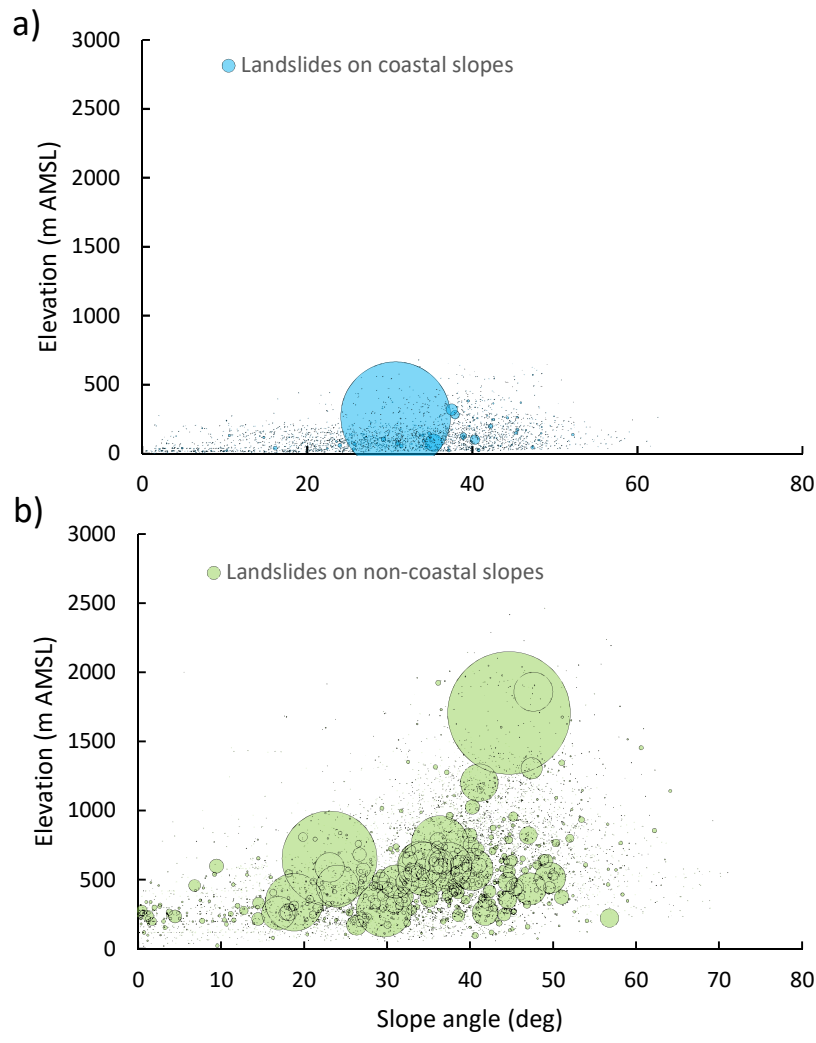 a)
3000
Landslides on coastal slopes
2500
2000
1500
1000
500
0
Elevation (m AMSL)
0 20 40 60 80
b)
3000
Landslides on non-coastal slopes
2500
2000
1500
1000
500
0
Elevation (m AMSL)
0 10 20 30 40 50 60 70 80
Slope angle (deg)